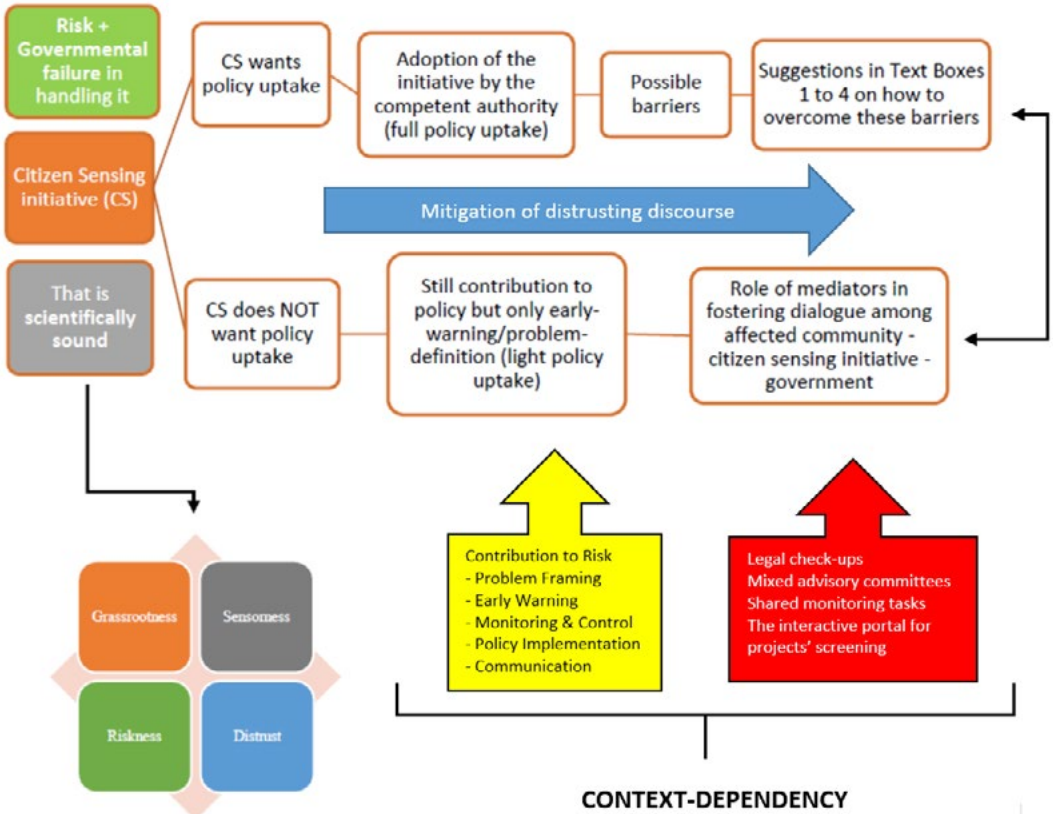 Risk +
Governmental
failure in
handling it
CS wants
policy uptake
Adoption of the
initiative by the
competent authority
(full policy uptake)
Possible
barriers
Suggestions in Text Boxes
1 to 4 on how to
overcome these barriers
Citizen Sensing
initiative (CS)
Mitigation of distrusting discourse
That is
scientifically
sound
CS does NOT
want policy
uptake
Still contribution to
policy but only early-
warning/problem-
definition (light policy
uptake)
Role of mediators in
fostering dialogue among
affected community -
citizen sensing initiative -
government
Grassrootness
Sensorness
Riskness
Distrust
Contribution to Risk
- Problem Framing
- Early Warning
- Monitoring & Control
- Policy Implementation
- Communication
Legal check-ups
Mixed advisory committees
Shared monitoring tasks
The interactive portal for
projects' screening
CONTEXT-DEPENDENCY